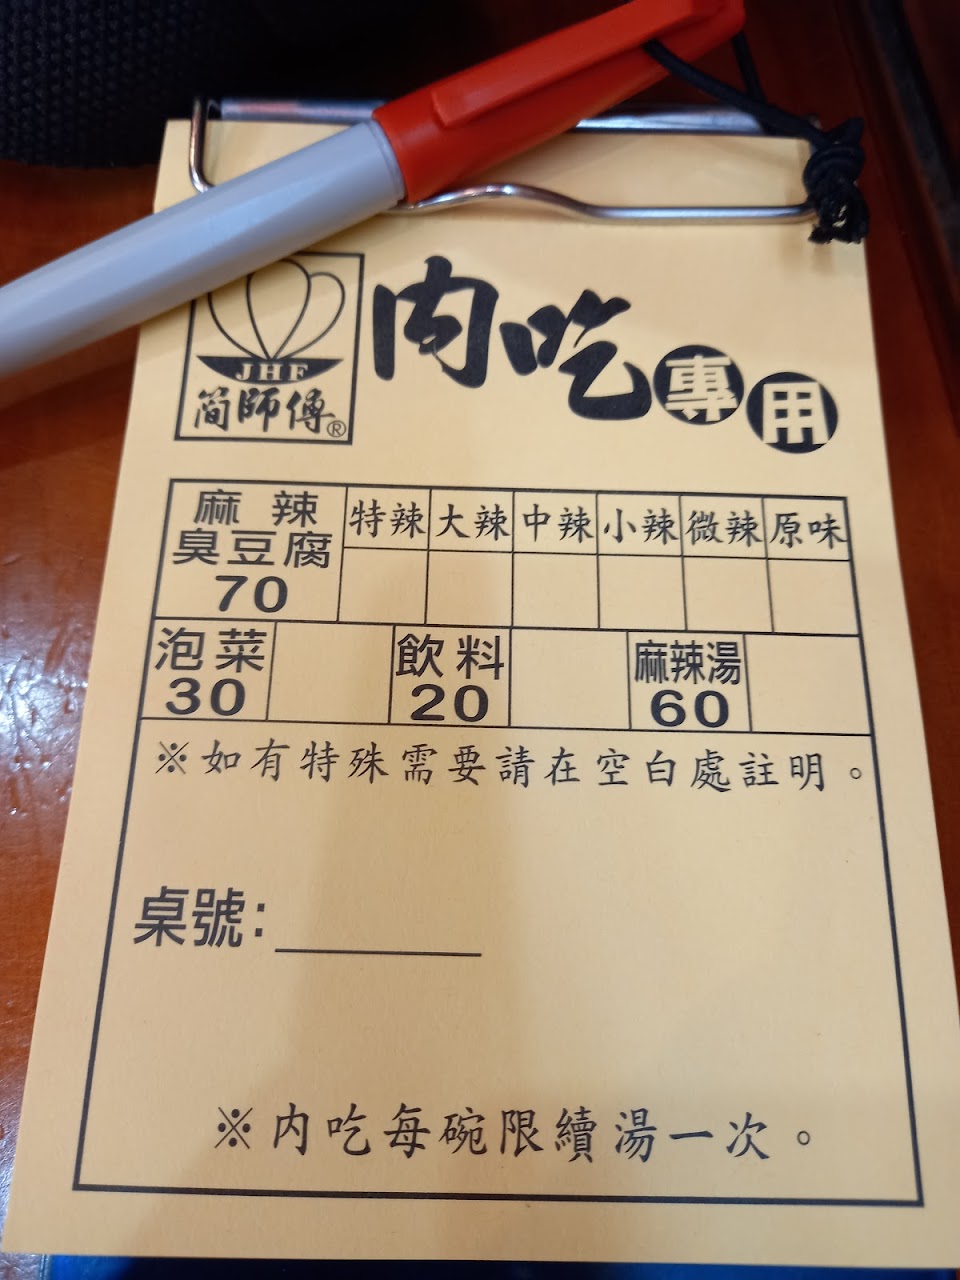 JHF
簡師傅®
內吃專用
麻辣
臭豆腐
70
特辣 大辣 中辣 小辣 微辣 原味
泡菜
30
飲料
20
麻辣湯
60
※如有特殊需要請在空白處註明。
桌號:
※內吃每碗限續湯一次。